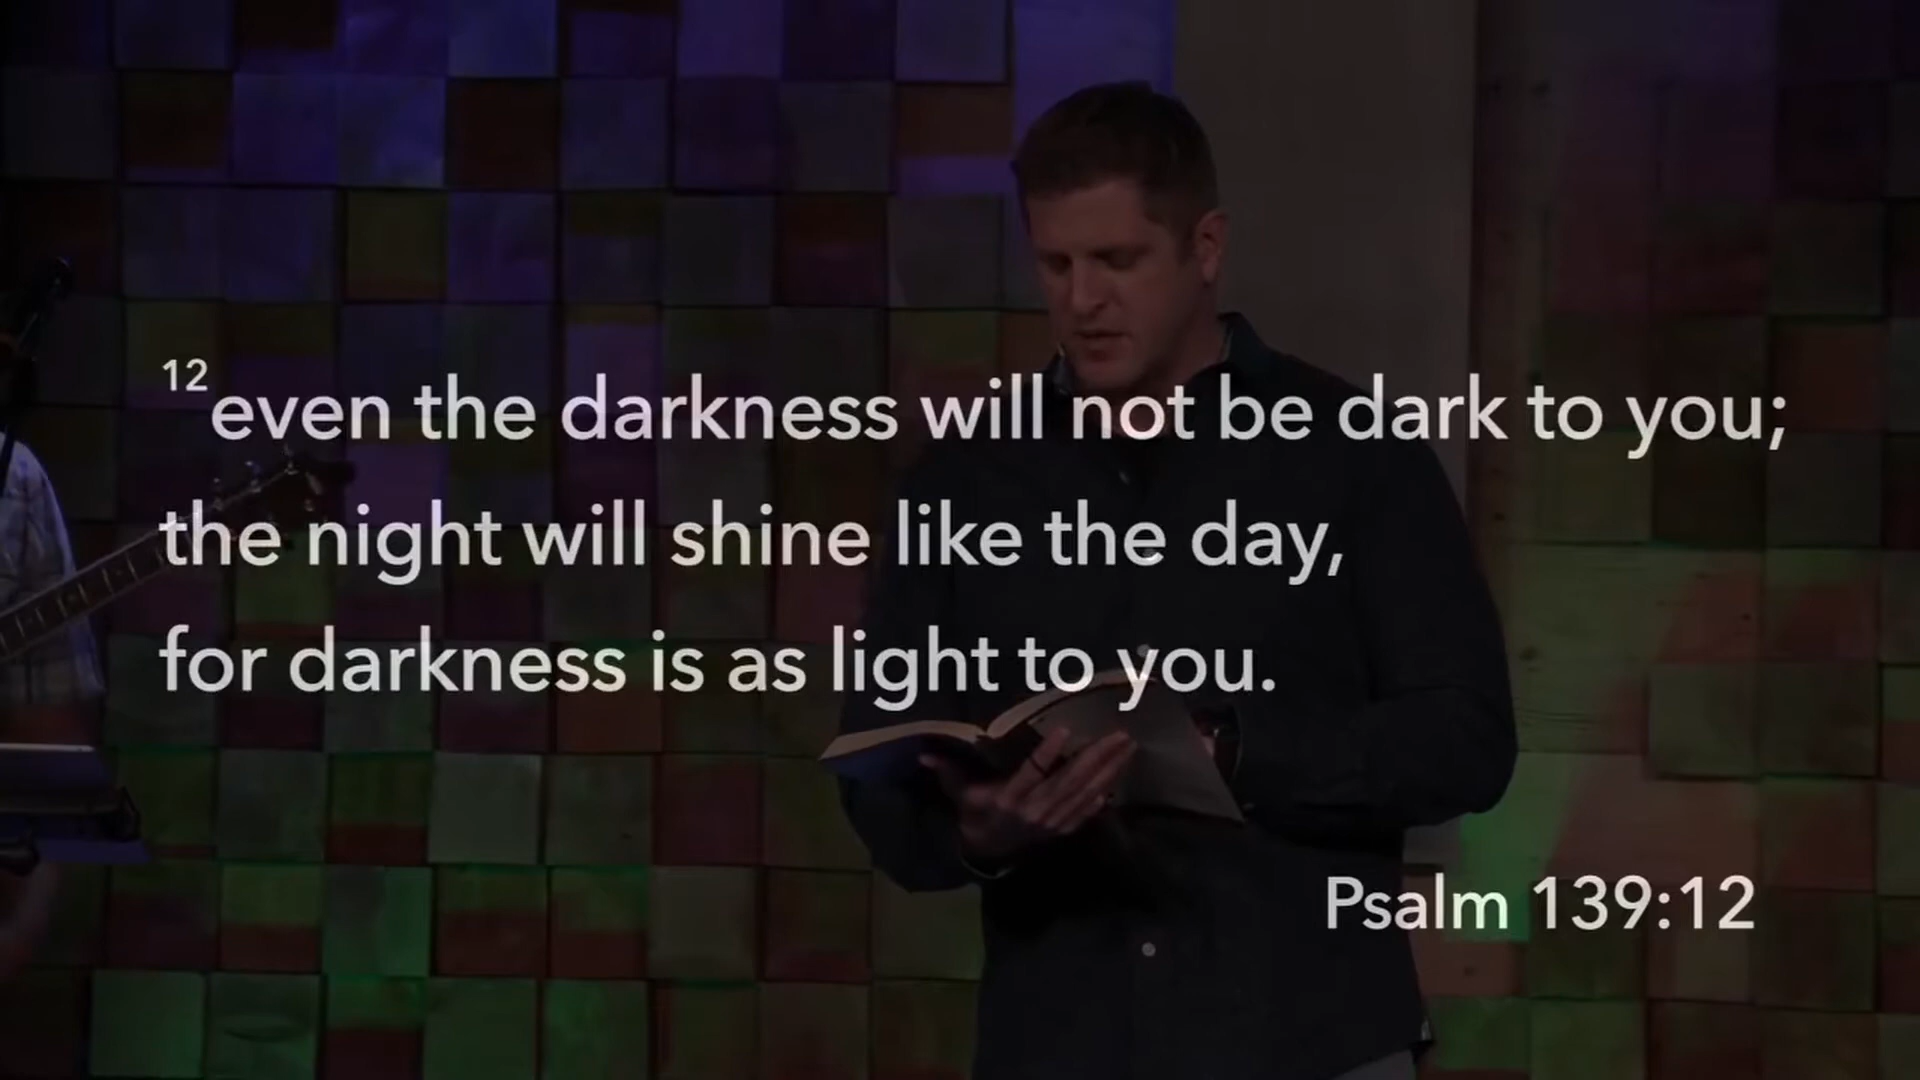 12 even the darkness will not be dark to you;
the night will shine like the day,
for darkness is as light to you.
Psalm 139:12